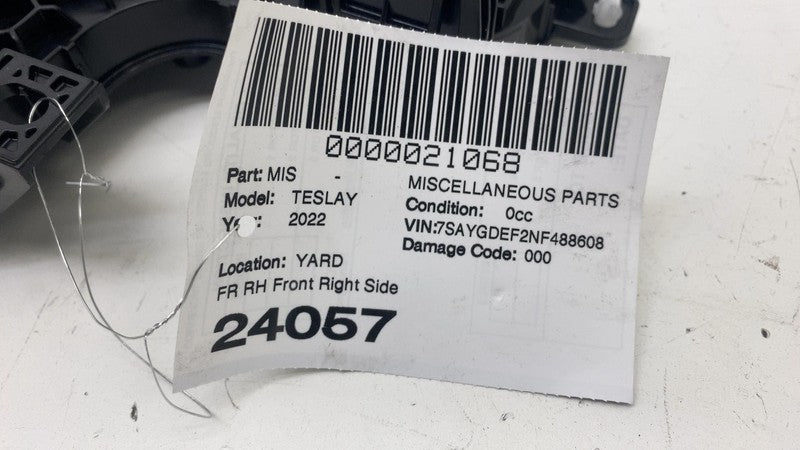 0000021068
Part: MIS - MISCELLANEOUS PARTS
Model: TESLAY Condition: 0cc
Year: 2022 VIN:7SAYGDEF2NF488608
Damage Code: 000
Location: YARD
FR RH Front Right Side
24057